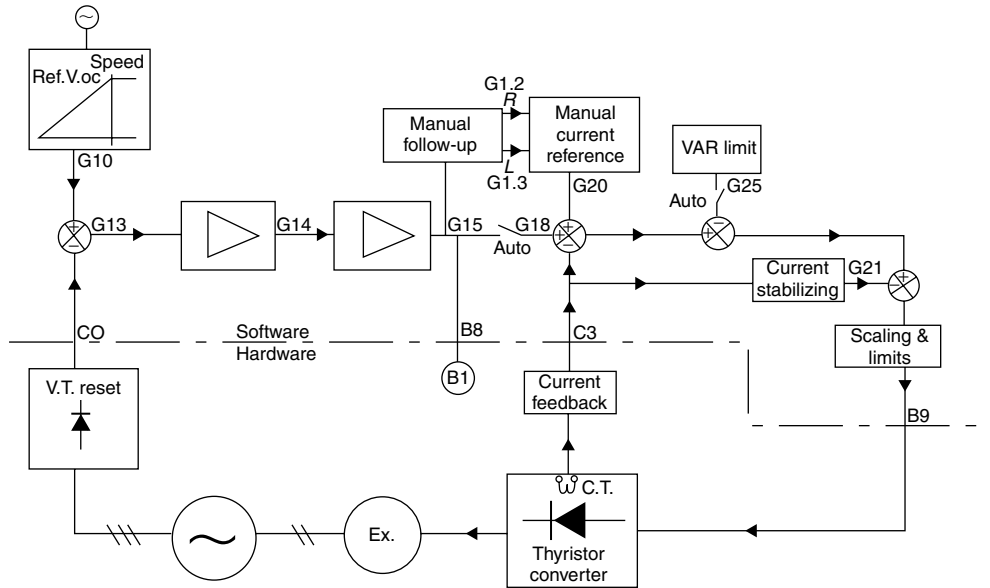 Speed
Ref.V.oc
G10
G13
G14
Manual
follow-up
G1.2
R
L
G1.3
Manual
current
reference
G20
VAR limit
Auto
G25
G15
G18
Auto
+
−
+
−
+
+
−
+
−
Current
stabilizing
G21
Scaling &
limits
CO
Software
Hardware
B8
C3
B1
B9
V.T. reset
Current
feedback
C.T.
Thyristor
converter
Ex.
~
~